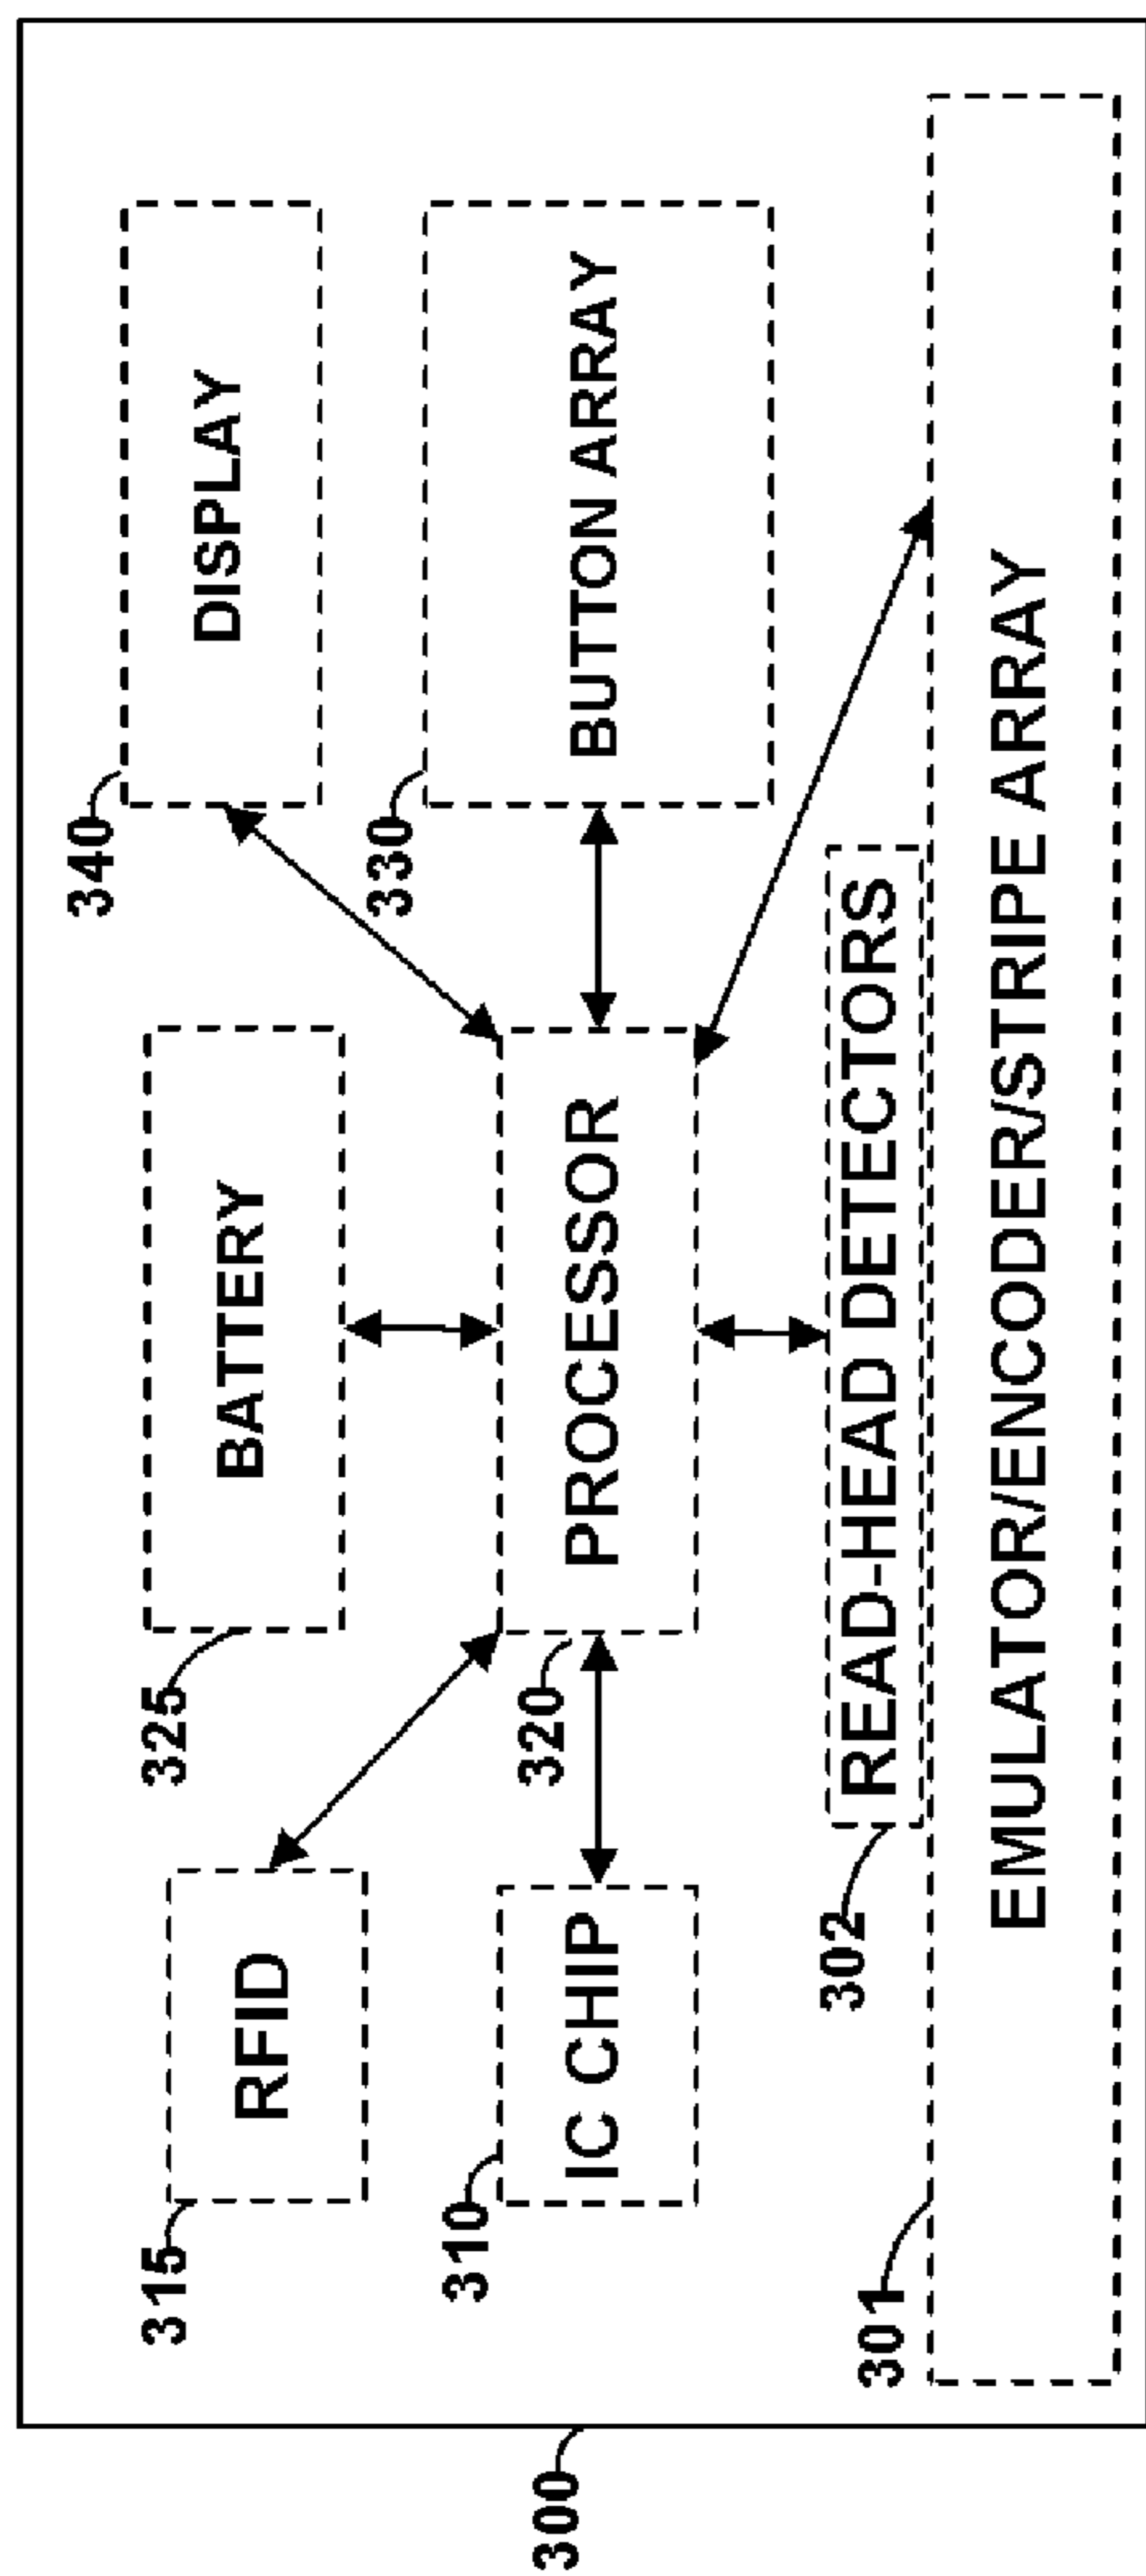 300
315
RFID
325
BATTERY
340
DISPLAY
310
IC CHIP
320
PROCESSOR
330
BUTTON ARRAY
302
READ-HEAD DETECTORS
301
EMULATOR/ENCODER/STRIPE ARRAY